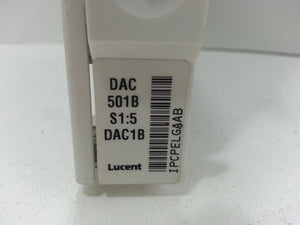 DAC
501B
S1:5
DAC1B
Lucent
IPCPELGAAB